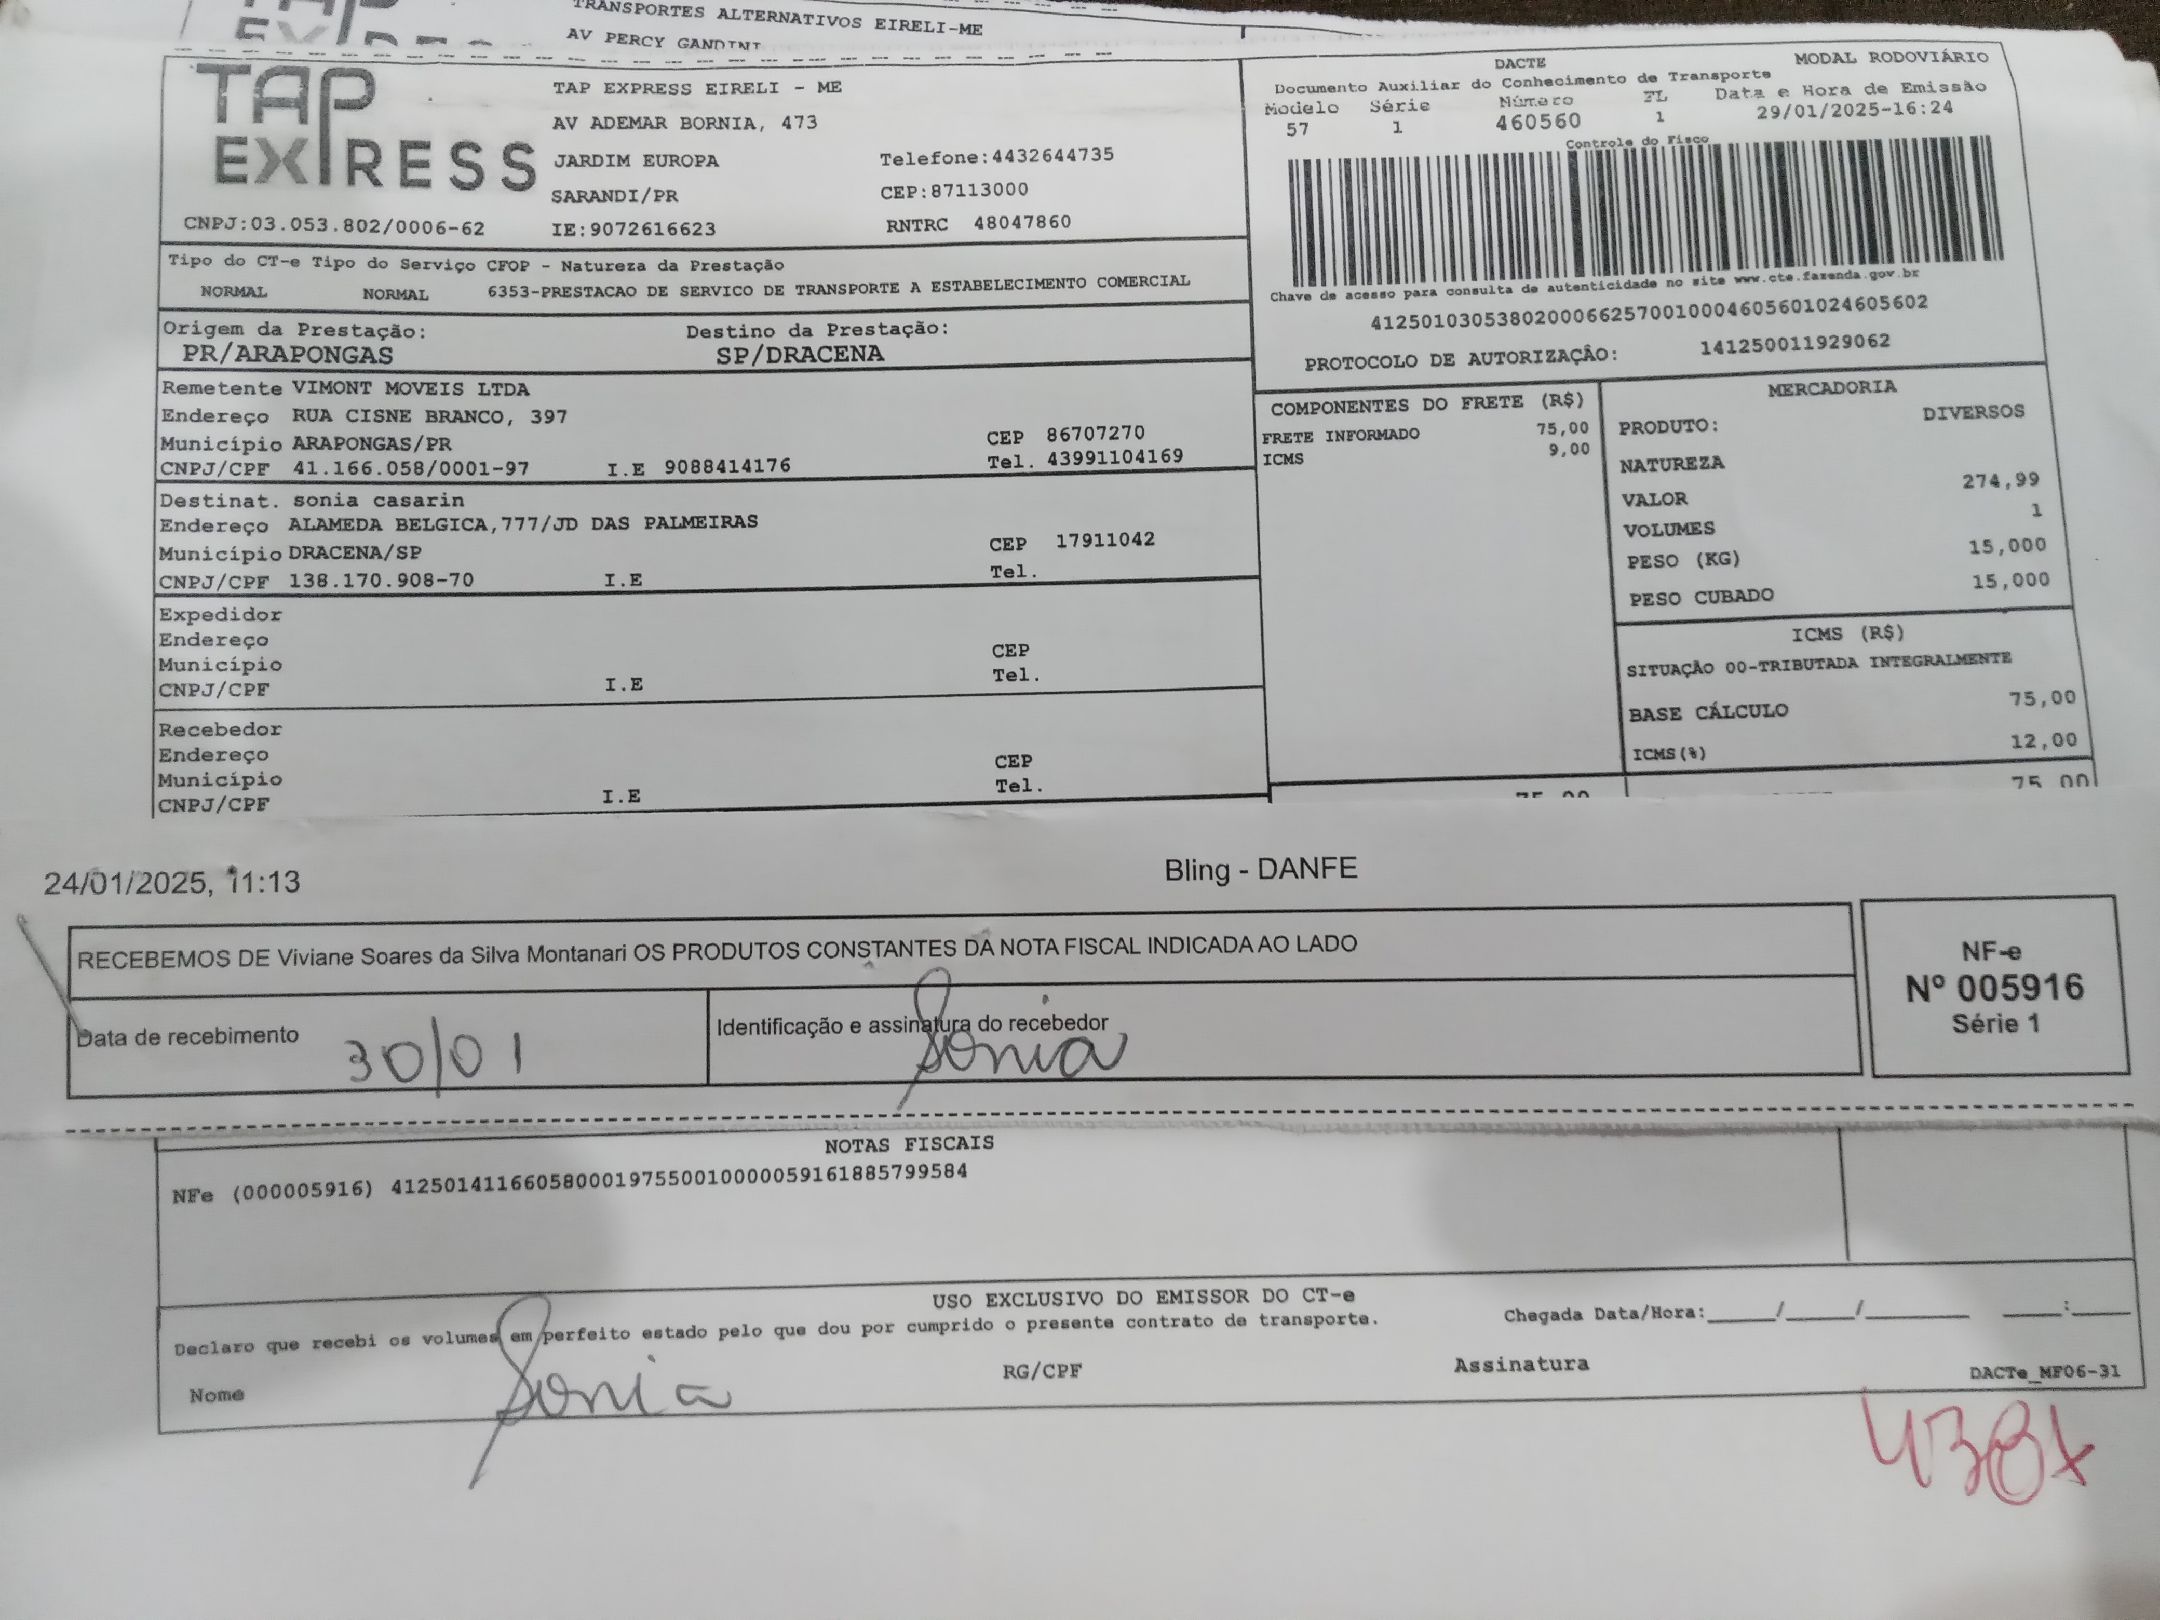 TRANSPORTES ALTERNATIVOS EIRELI-ME
AV PERCY GANDINI
TAP EXPRESS
TAP EXPRESS EIRELI - ME
AV ADEMAR BORNIA, 473
JARDIM EUROPA Telefone:4432644735
SARANDI/PR CEP:87113000
CNPJ:03.053.802/0006-62 IE:9072616623 RNTRC 48047860
DACTE MODAL RODOVIÁRIO
Documento Auxiliar do Conhecimento de Transporte
Modelo Série Número FL Data e Hora de Emissão
57 1 460560 1 29/01/2025-16:24
Controle do Fisco
Chave de acesso para consulta de autenticidade no site www.cte.fazenda.gov.br
41250103053802000662570010004605601024605602
PROTOCOLO DE AUTORIZAÇÃO: 141250011929062
Tipo do CT-e Tipo do Serviço CFOP - Natureza da Prestação
NORMAL NORMAL 6353-PRESTACAO DE SERVICO DE TRANSPORTE A ESTABELECIMENTO COMERCIAL
Origem da Prestação: Destino da Prestação:
PR/ARAPONGAS SP/DRACENA
Remetente VIMONT MOVEIS LTDA
Endereço RUA CISNE BRANCO, 397
Município ARAPONGAS/PR CEP 86707270
CNPJ/CPF 41.166.058/0001-97 I.E 9088414176 Tel. 43991104169
Destinat. sonia casarin
Endereço ALAMEDA BELGICA,777/JD DAS PALMEIRAS
Município DRACENA/SP CEP 17911042
CNPJ/CPF 138.170.908-70 I.E Tel.
Expedidor
Endereço
Município CEP
CNPJ/CPF I.E Tel.
Recebedor
Endereço
Município CEP
CNPJ/CPF I.E Tel.
COMPONENTES DO FRETE (R$)
FRETE INFORMADO 75,00
ICMS 9,00
75,00
MERCADORIA
PRODUTO: DIVERSOS
NATUREZA
VALOR 274,99
VOLUMES 1
PESO (KG) 15,000
PESO CUBADO 15,000
ICMS (R$)
SITUAÇÃO 00-TRIBUTADA INTEGRALMENTE
BASE CÁLCULO 75,00
ICMS(%) 12,00
75,00
24/01/2025, 11:13 Bling - DANFE
RECEBEMOS DE Viviane Soares da Silva Montanari OS PRODUTOS CONSTANTES DA NOTA FISCAL INDICADA AO LADO
Data de recebimento 30/01 Identificação e assinatura do recebedor Sonia
NF-e
Nº 005916
Série 1
NOTAS FISCAIS
NFe (000005916) 41250141166058000197550010000059161885799584
USO EXCLUSIVO DO EMISSOR DO CT-e
Declaro que recebi os volumes em perfeito estado pelo que dou por cumprido o presente contrato de transporte. Chegada Data/Hora:_____/_____/_______ ____:____
Nome Sonia RG/CPF Assinatura DACTe_MF06-31